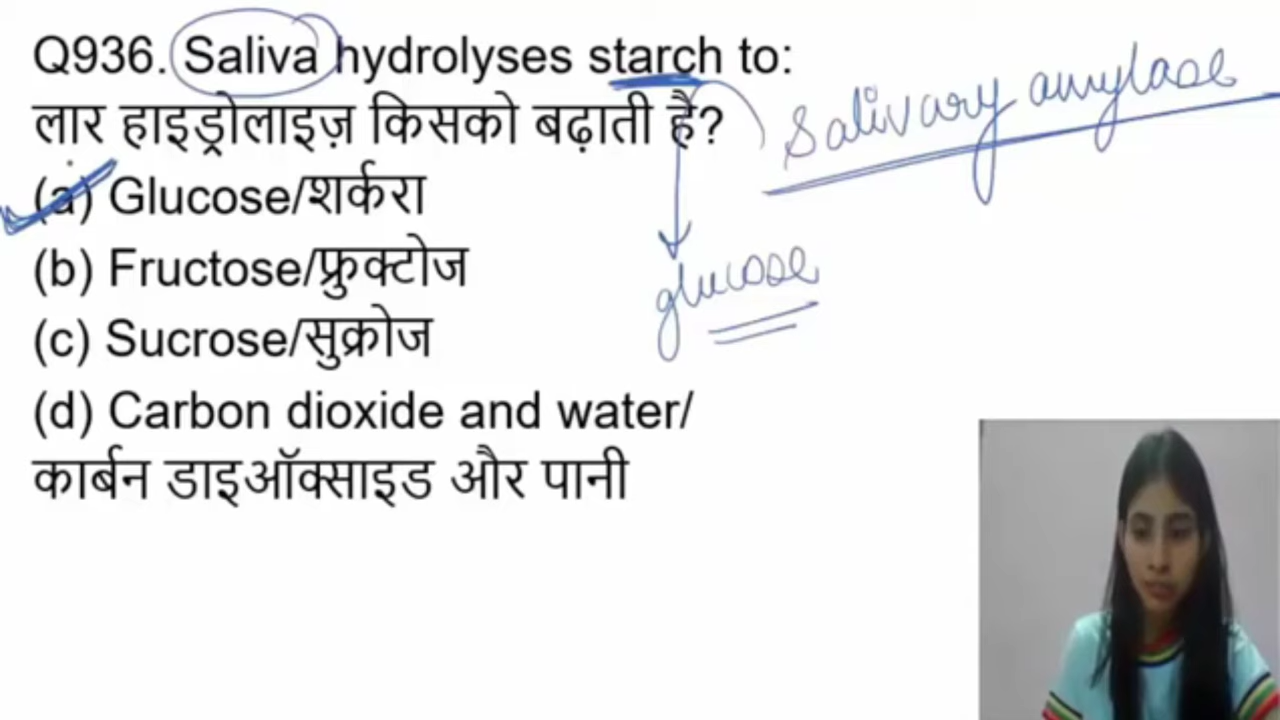 Q936. Saliva hydrolyses starch to:
लार हाइड्रोलाइज़ किसको बढ़ाती है?
(a) Glucose/शर्करा
(b) Fructose/फ्रुक्टोज
(c) Sucrose/सुक्रोज
(d) Carbon dioxide and water/
कार्बन डाइऑक्साइड और पानी
Salivary amylase
glucose